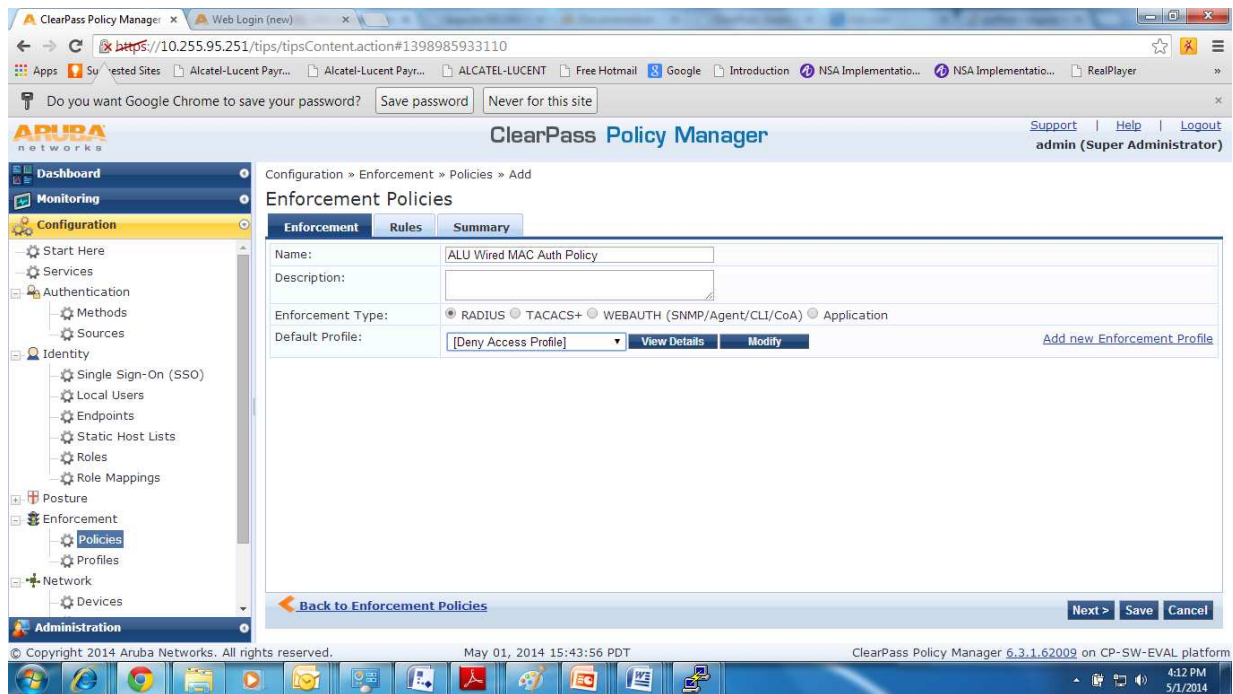 ClearPass Policy Manager
Web Login (new)
https://10.255.95.251/tips/tipsContent.action#1398985933110
Apps
Alcatel-Lucent Payr...
Alcatel-Lucent Payr...
ALCATEL-LUCENT
Free Hotmail
Google
Introduction
NSA Implementatio...
NSA Implementatio...
RealPlayer
»
Do you want Google Chrome to save your password? Save password Never for this site
ARUBA
networks
ClearPass Policy Manager
Support | Help | Logout
admin (Super Administrator)
Dashboard
Monitoring
Configuration
Start Here
Services
Authentication
Methods
Sources
Identity
Single Sign-On (SSO)
Local Users
Endpoints
Static Host Lists
Roles
Role Mappings
Posture
Enforcement
Policies
Profiles
Network
Devices
Administration
Configuration » Enforcement » Policies » Add
Enforcement Policies
Enforcement Rules Summary
Name: ALU Wired MAC Auth Policy
Description:
Enforcement Type: RADIUS TACACS+ WEBAUTH (SNMP/Agent/CLI/CoA) Application
Default Profile: [Deny Access Profile] View Details Modify Add new Enforcement Profile
Back to Enforcement Policies
Next > Save Cancel
© Copyright 2014 Aruba Networks. All rights reserved. May 01, 2014 15:43:56 PDT ClearPass Policy Manager 6.3.1.62009 on CP-SW-EVAL platform
4:12 PM
5/1/2014